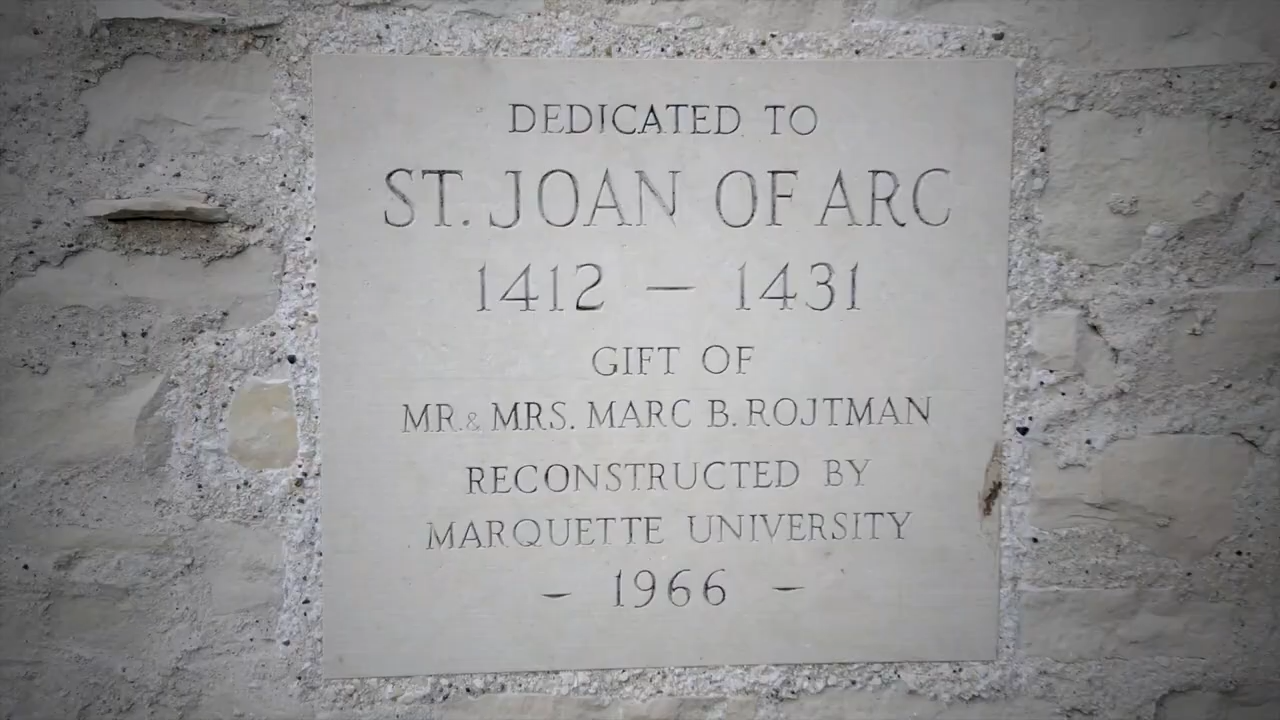 DEDICATED TO
ST. JOAN OF ARC
1412 — 1431
GIFT OF
MR. & MRS. MARC B. ROJTMAN
RECONSTRUCTED BY
MARQUETTE UNIVERSITY
– 1966 –